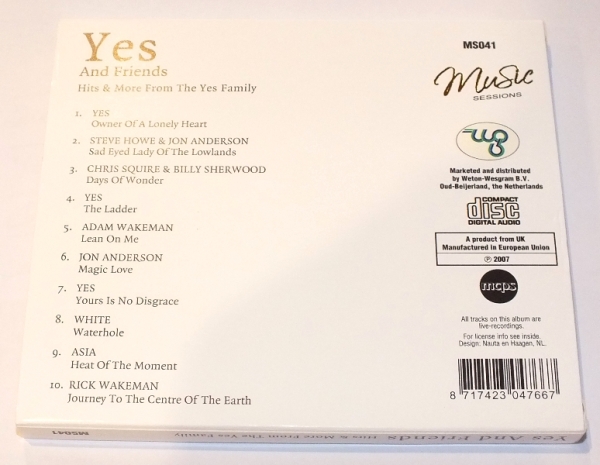 Yes
And Friends
Hits & More From The Yes Family
1. YES
Owner Of A Lonely Heart
2. STEVE HOWE & JON ANDERSON
Sad Eyed Lady Of The Lowlands
3. CHRIS SQUIRE & BILLY SHERWOOD
Days Of Wonder
4. YES
The Ladder
5. ADAM WAKEMAN
Lean On Me
6. JON ANDERSON
Magic Love
7. YES
Yours Is No Disgrace
8. WHITE
Waterhole
9. ASIA
Heat Of The Moment
10. RICK WAKEMAN
Journey To The Centre Of The Earth
MS041
Music
SESSIONS
wg
Marketed and distributed
by Weton-Wesgram B.V.
Oud-Beijerland, the Netherlands
COMPACT
disc
DIGITAL AUDIO
A product from UK
Manufactured in European Union
℗ 2007
mcps
All tracks on this album are
live-recordings.
For license info see inside.
Design: Nauta en Haagen, NL.
8 717423 047667
MS041
Yes And Friends Hits & More From The Yes Family